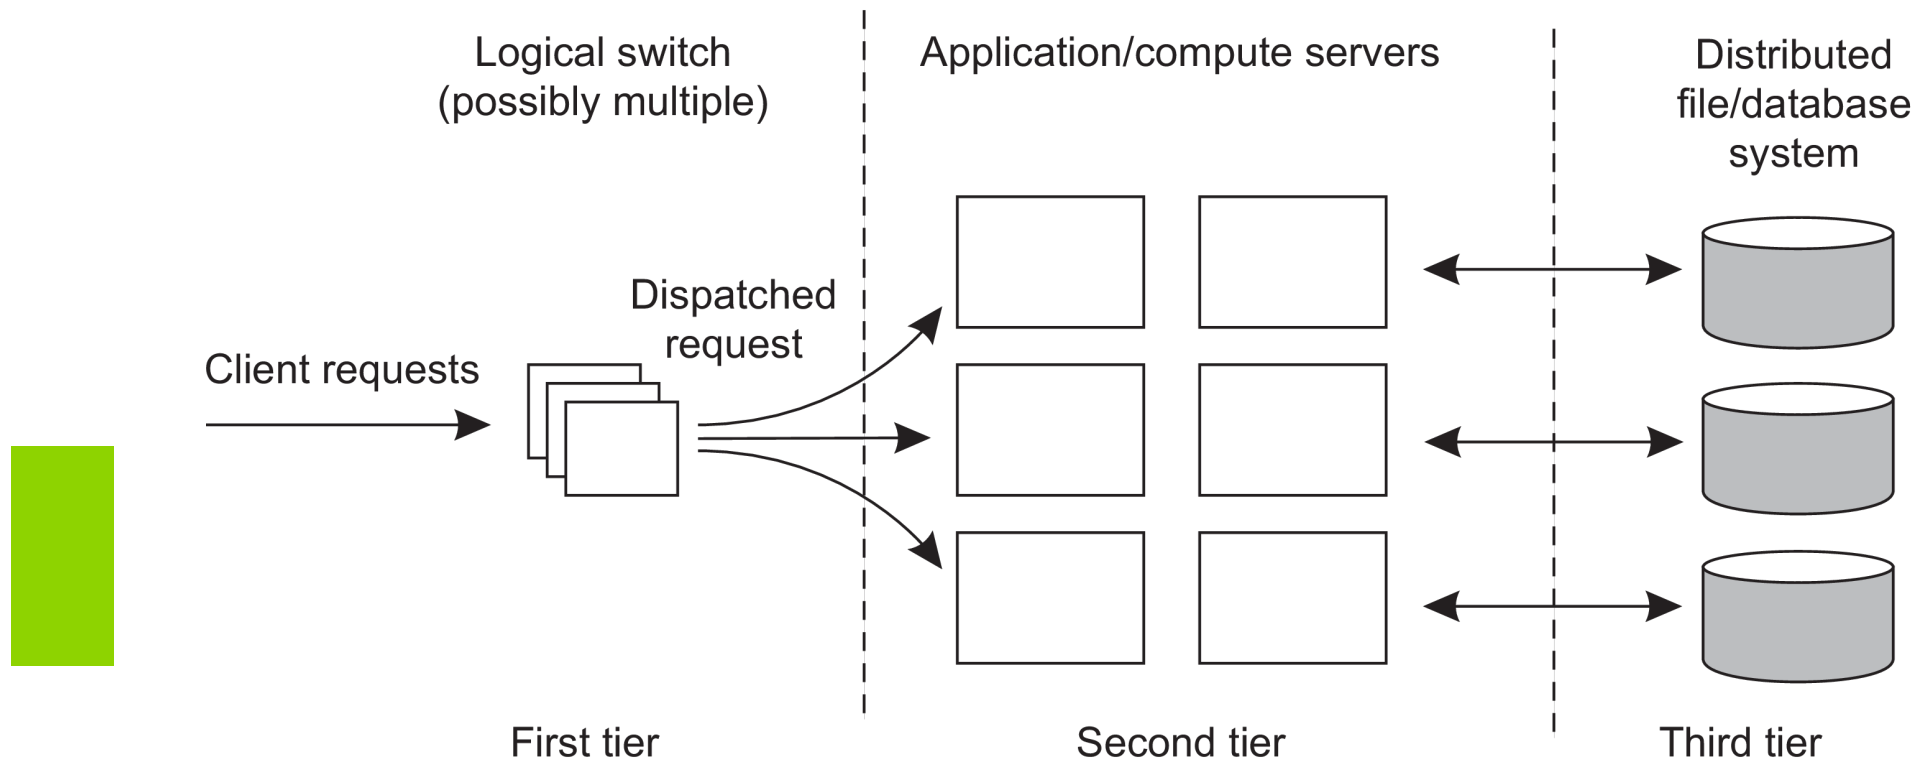 Logical switch
(possibly multiple)
Application/compute servers
Distributed
file/database
system
Dispatched
request
Client requests
First tier
Second tier
Third tier